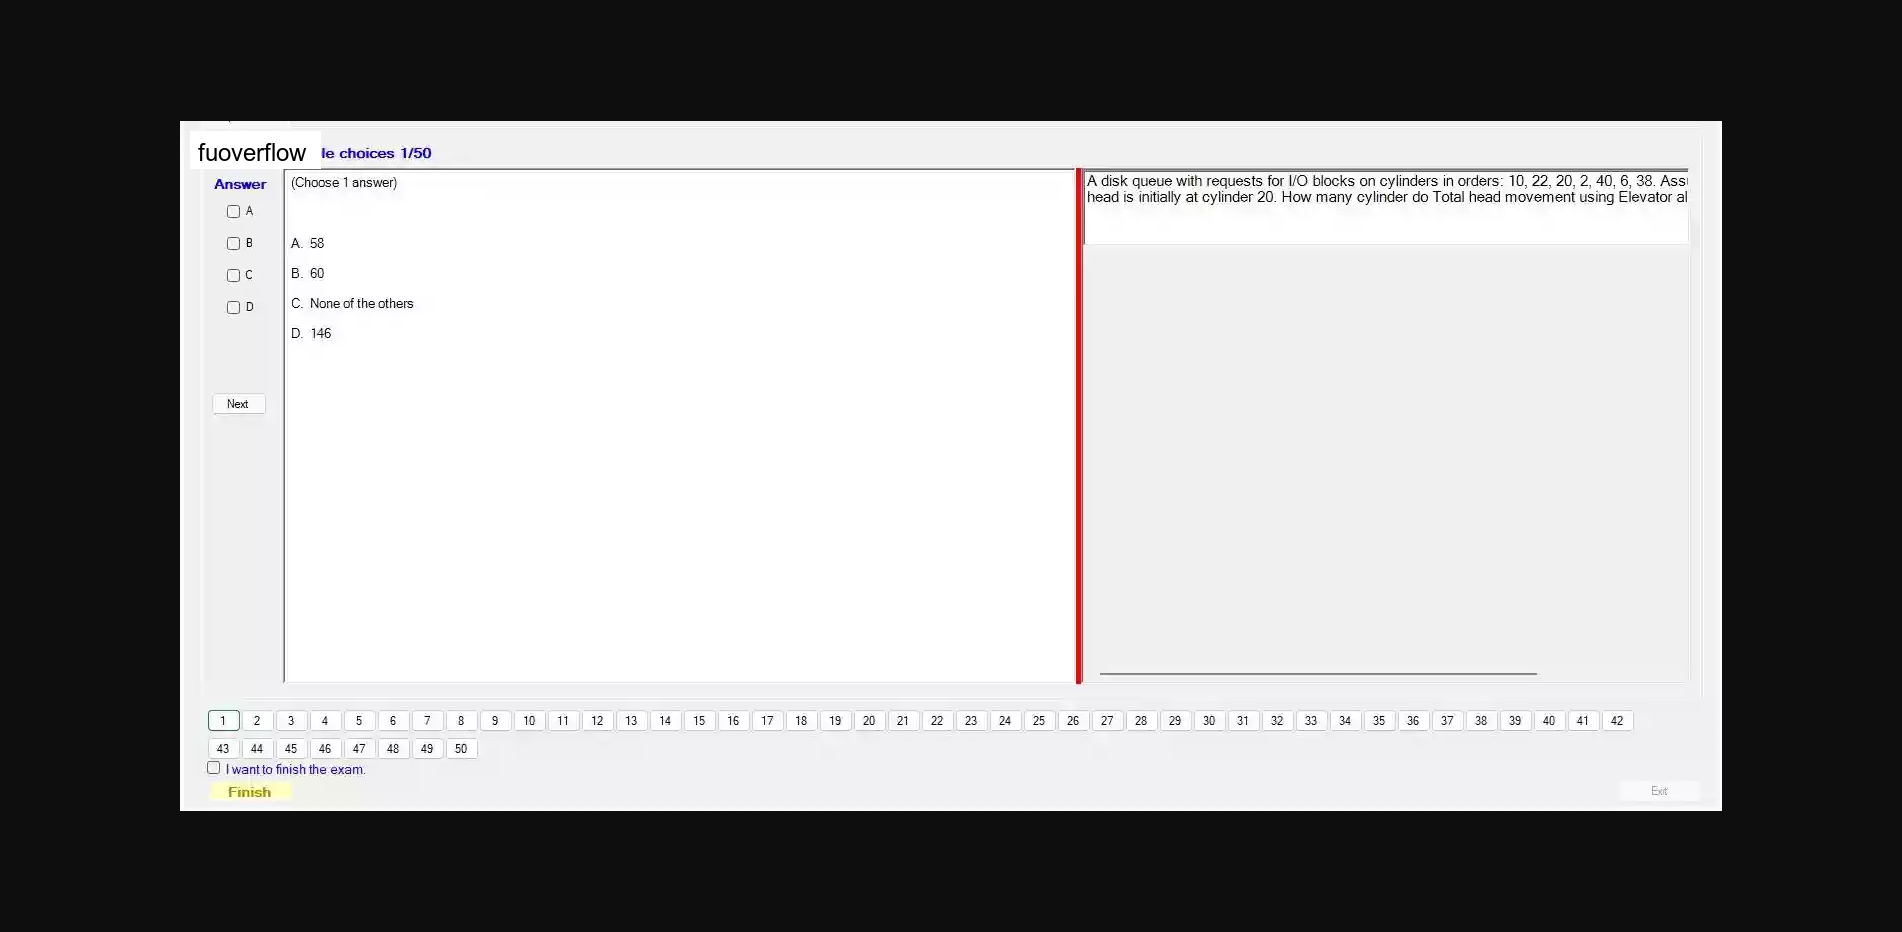 fuoverflow le choices 1/50
Answer
(Choose 1 answer)
A
B
C
D
A. 58
B. 60
C. None of the others
D. 146
Next
A disk queue with requests for I/O blocks on cylinders in orders: 10, 22, 20, 2, 40, 6, 38. Ass
head is initially at cylinder 20. How many cylinder do Total head movement using Elevator al
1 2 3 4 5 6 7 8 9 10 11 12 13 14 15 16 17 18 19 20 21 22 23 24 25 26 27 28 29 30 31 32 33 34 35 36 37 38 39 40 41 42
43 44 45 46 47 48 49 50
I want to finish the exam.
Finish
Exit